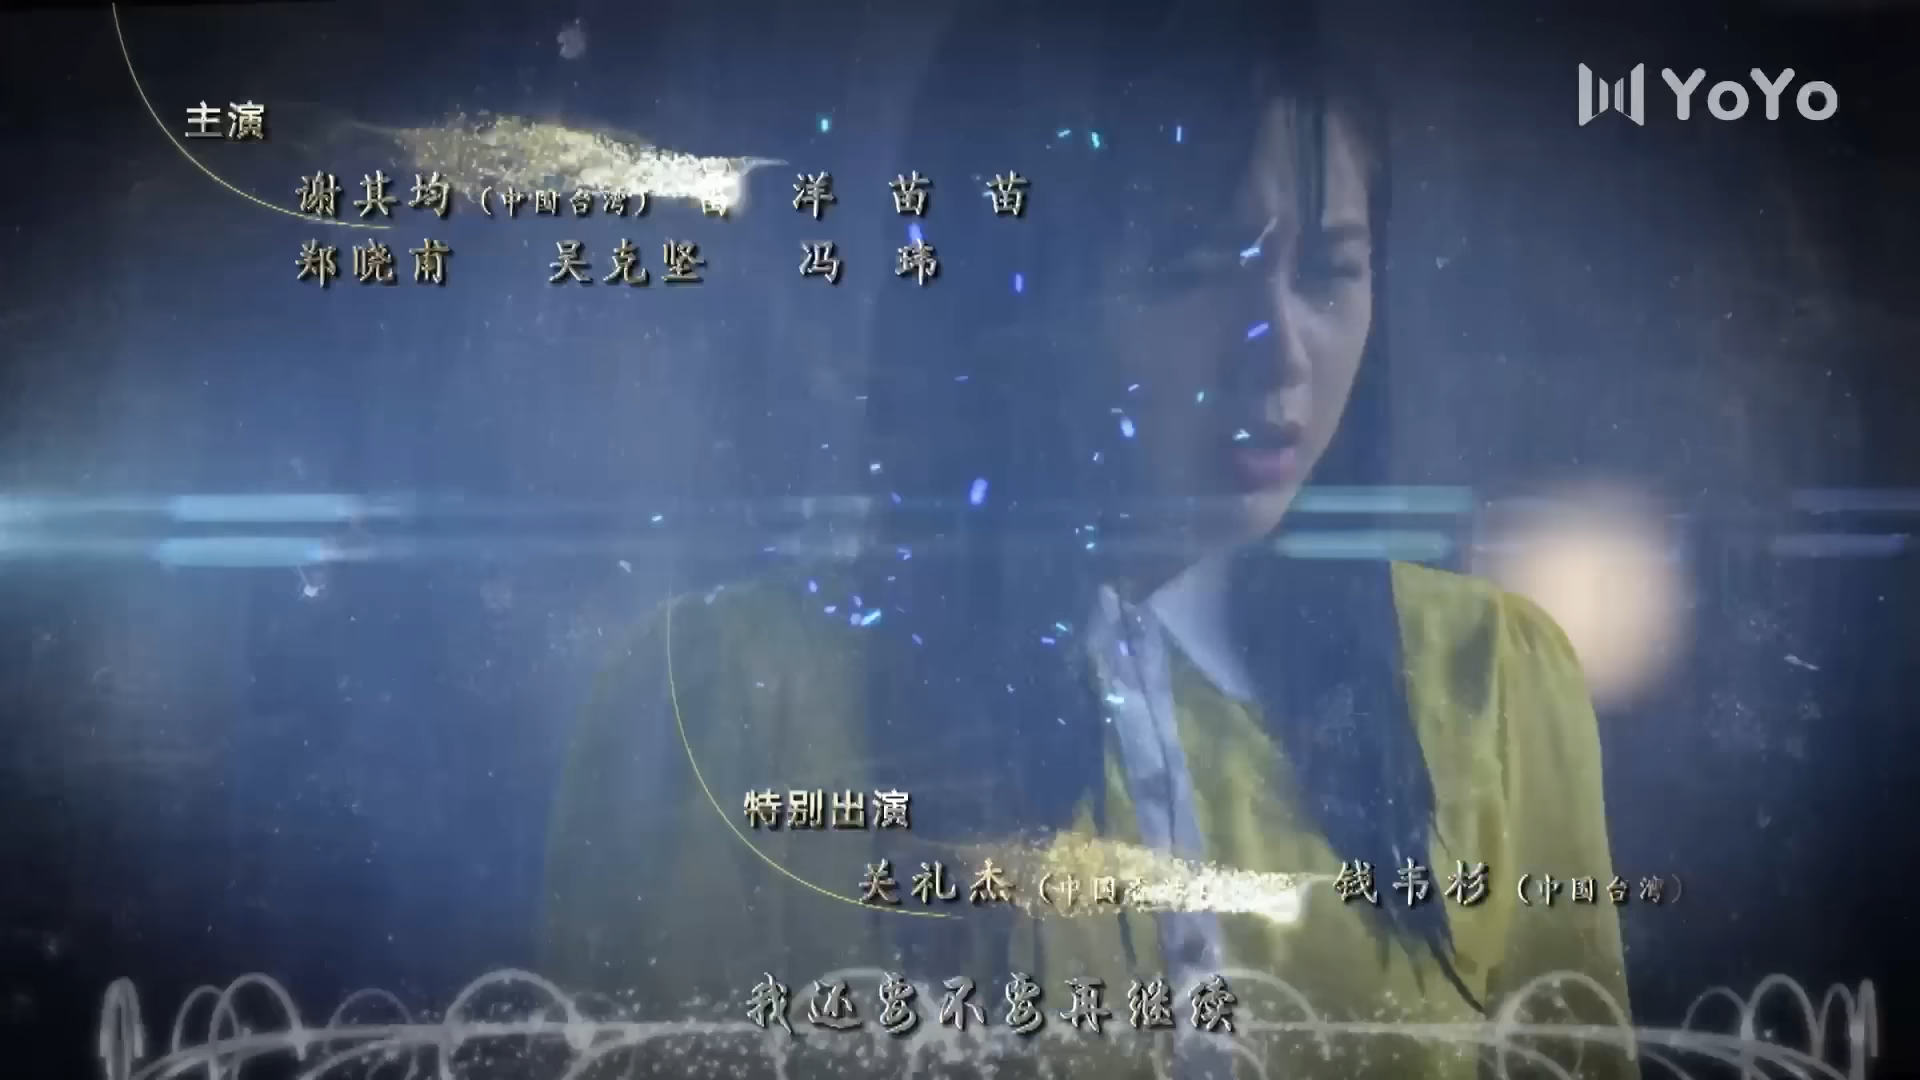 YoYo
主演
谢其均(中国台湾) 洋 苗苗
郑晓甫 吴克坚 冯玮
特别出演
关礼杰(中国 钱韦杉(中国台湾)
我还要不要再继续